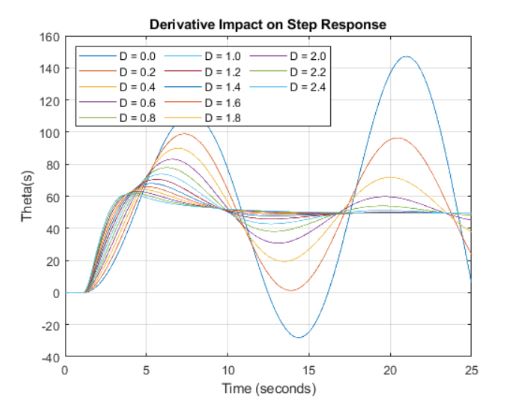 Derivative Impact on Step Response
160
140
120
100
80
60
40
20
0
-20
-40
Theta(s)
D = 0.0 D = 1.0 D = 2.0
D = 0.2 D = 1.2 D = 2.2
D = 0.4 D = 1.4 D = 2.4
D = 0.6 D = 1.6
D = 0.8 D = 1.8
0 5 10 15 20 25
Time (seconds)